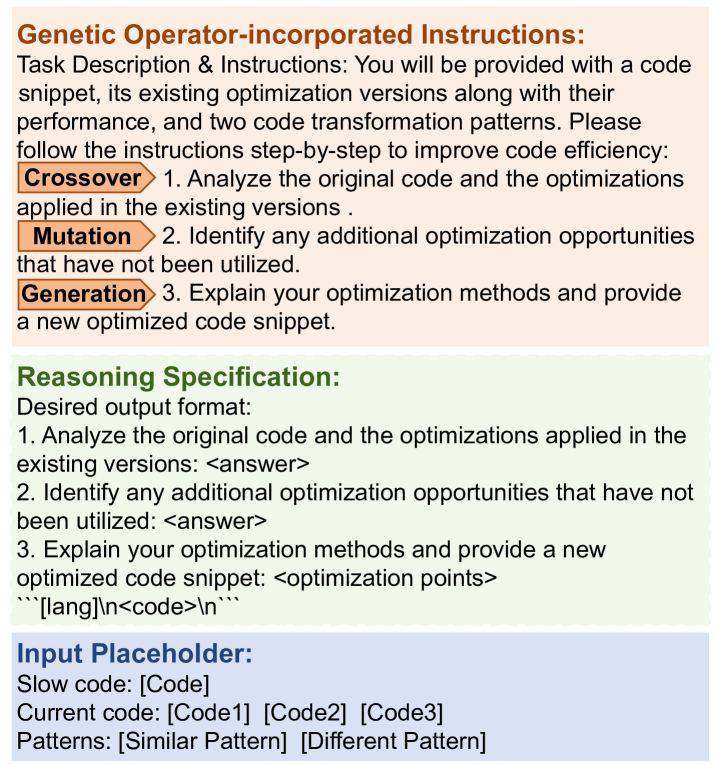 Genetic Operator-incorporated Instructions:
Task Description & Instructions: You will be provided with a code
snippet, its existing optimization versions along with their
performance, and two code transformation patterns. Please
follow the instructions step-by-step to improve code efficiency:
Crossover 1. Analyze the original code and the optimizations
applied in the existing versions .
Mutation 2. Identify any additional optimization opportunities
that have not been utilized.
Generation 3. Explain your optimization methods and provide
a new optimized code snippet.
Reasoning Specification:
Desired output format:
1. Analyze the original code and the optimizations applied in the
existing versions: <answer>
2. Identify any additional optimization opportunities that have not
been utilized: <answer>
3. Explain your optimization methods and provide a new
optimized code snippet: <optimization points>
```[lang]\n<code>\n```
Input Placeholder:
Slow code: [Code]
Current code: [Code1] [Code2] [Code3]
Patterns: [Similar Pattern] [Different Pattern]